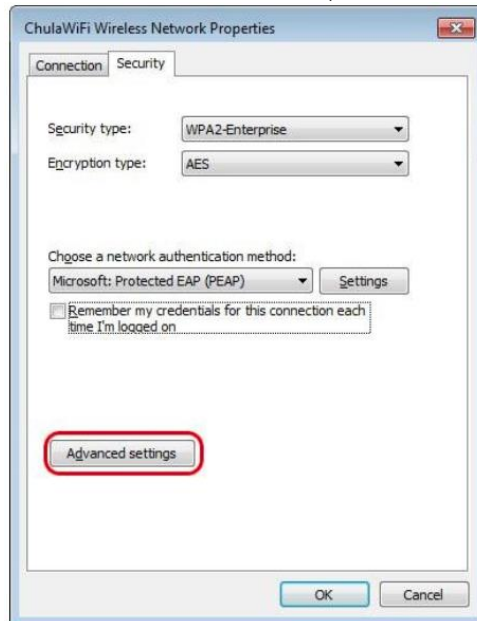 ChulaWiFi Wireless Network Properties
Connection Security
Security type: WPA2-Enterprise
Encryption type: AES
Choose a network authentication method:
Microsoft: Protected EAP (PEAP) Settings
Remember my credentials for this connection each
time I'm logged on
Advanced settings
OK Cancel